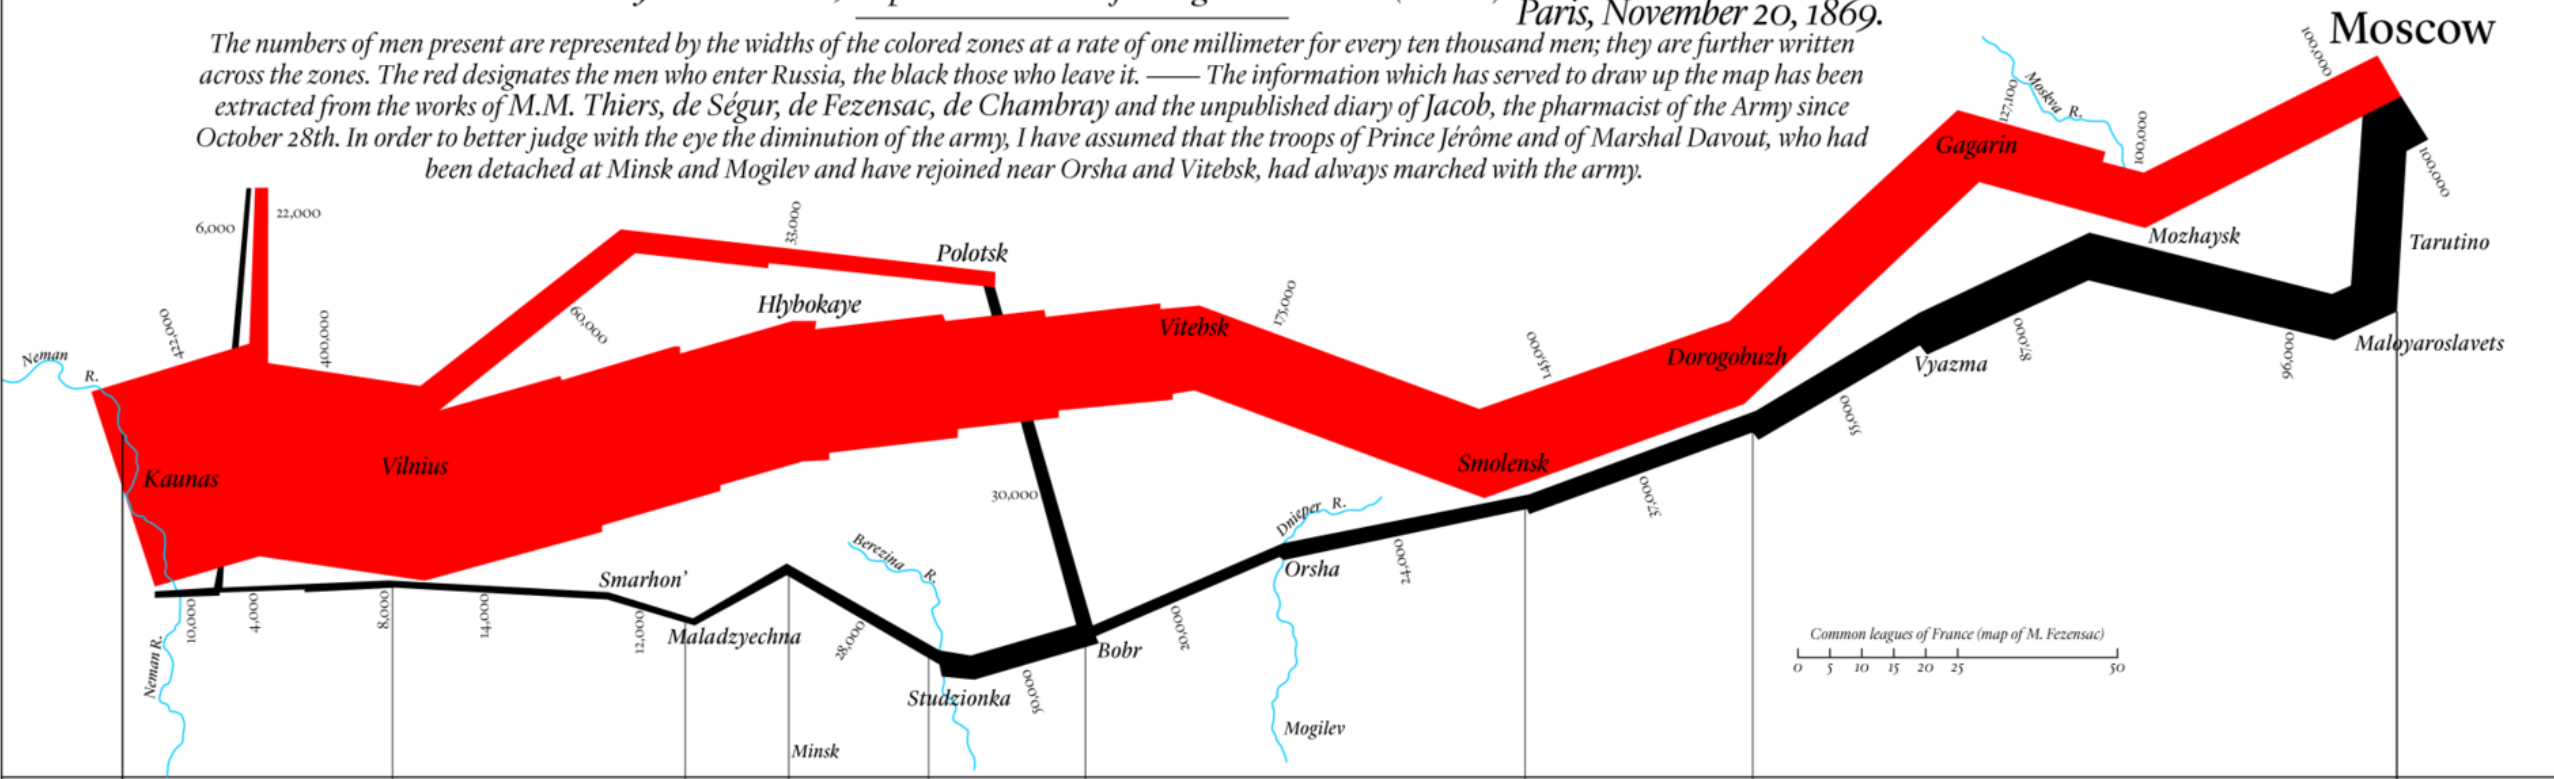 Paris, November 20, 1869.
The numbers of men present are represented by the widths of the colored zones at a rate of one millimeter for every ten thousand men; they are further written
across the zones. The red designates the men who enter Russia, the black those who leave it. —— The information which has served to draw up the map has been
extracted from the works of M.M. Thiers, de Ségur, de Fezensac, de Chambray and the unpublished diary of Jacob, the pharmacist of the Army since
October 28th. In order to better judge with the eye the diminution of the army, I have assumed that the troops of Prince Jérôme and of Marshal Davout, who had
been detached at Minsk and Mogilev and have rejoined near Orsha and Vitebsk, had always marched with the army.
Moscow
100,000
Moskva R.
127,100
100,000
Gagarin
100,000
6,000
22,000
33,000
Polotsk
Mozhaysk
Tarutino
Hlybokaye
60,000
422,000
400,000
Vitebsk
175,000
145,000
Dorogobuzh
Vyazma
87,000
96,000
Maloyaroslavets
Neman
R.
55,000
Kaunas
Vilnius
Smolensk
30,000
37,000
Dnieper R.
Berezina R.
24,000
Orsha
Smarhon’
10,000
4,000
8,000
14,000
12,000
Maladzyechna
28,000
20,000
Bobr
Neman R.
Studzionka
50,000
Mogilev
Minsk
Common leagues of France (map of M. Fezensac)
0 5 10 15 20 25 50